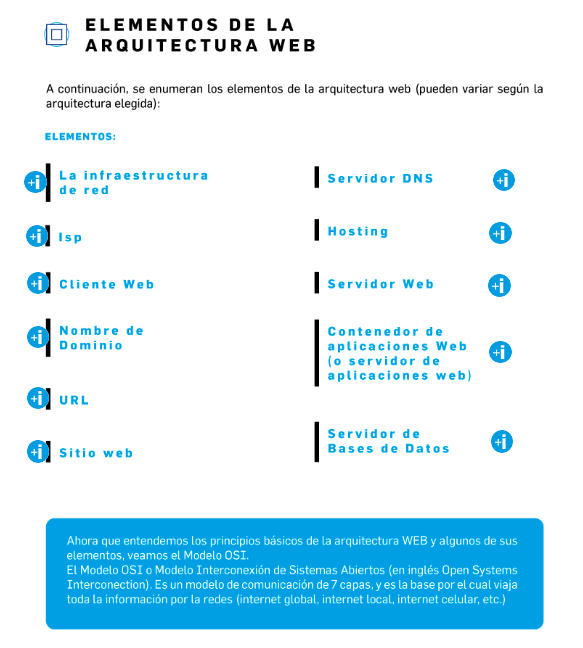 ELEMENTOS DE LA
ARQUITECTURA WEB
A continuación, se enumeran los elementos de la arquitectura web (pueden variar según la
arquitectura elegida):
ELEMENTOS:
+i La infraestructura
de red
+i Isp
+i Cliente Web
+i Nombre de
Dominio
+i URL
+i Sitio web
Servidor DNS +i
Hosting +i
Servidor Web +i
Contenedor de
aplicaciones Web
(o servidor de
aplicaciones web) +i
Servidor de
Bases de Datos +i
Ahora que entendemos los principios básicos de la arquitectura WEB y algunos de sus
elementos, veamos el Modelo OSI.
El Modelo OSI o Modelo Interconexión de Sistemas Abiertos (en inglés Open Systems
Interconection). Es un modelo de comunicación de 7 capas, y es la base por el cual viaja
toda la información por la redes (internet global, internet local, internet celular, etc.)